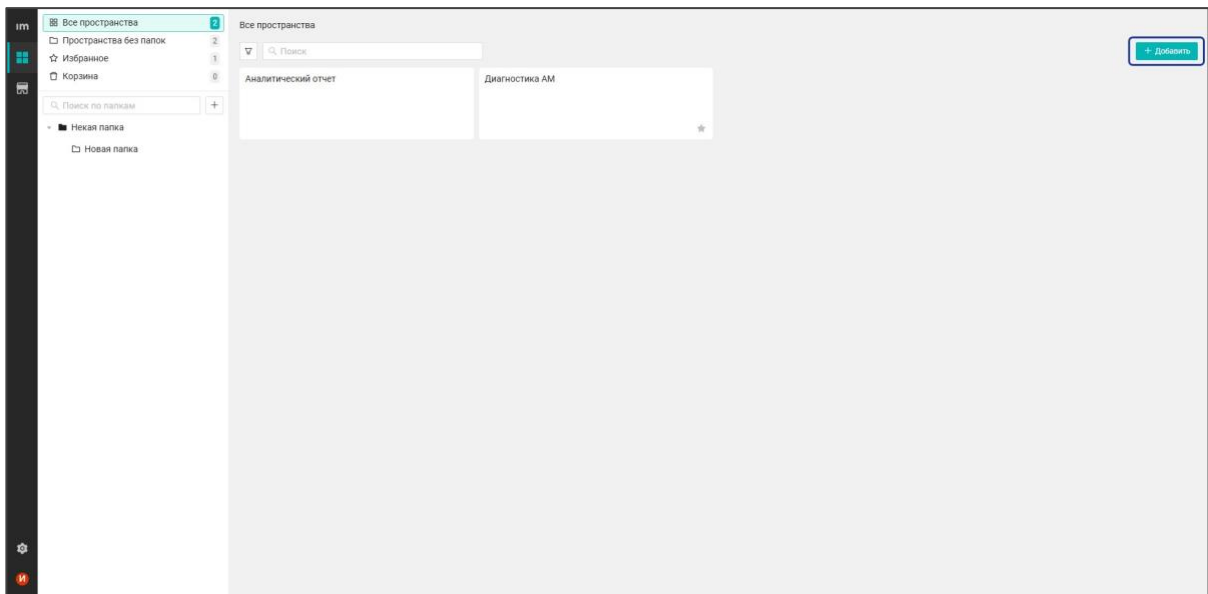 ım
Все пространства 2
Пространства без папок 2
Избранное 1
Корзина 0
Поиск по папкам
Некая папка
Новая папка
Все пространства
Поиск
+ Добавить
Аналитический отчет
Диагностика АМ
И